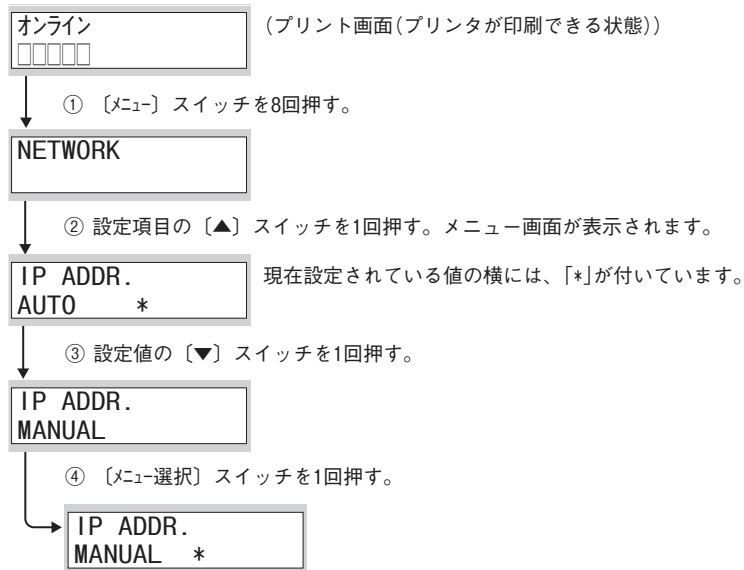 オンライン (プリント画面(プリンタが印刷できる状態))
□□□□□
① 〔メニュー〕スイッチを8回押す。
NETWORK
② 設定項目の〔▲〕スイッチを1回押す。メニュー画面が表示されます。
IP ADDR. 現在設定されている値の横には、「*」が付いています。
AUTO *
③ 設定値の〔▼〕スイッチを1回押す。
IP ADDR.
MANUAL
④ 〔メニュー選択〕スイッチを1回押す。
IP ADDR.
MANUAL *